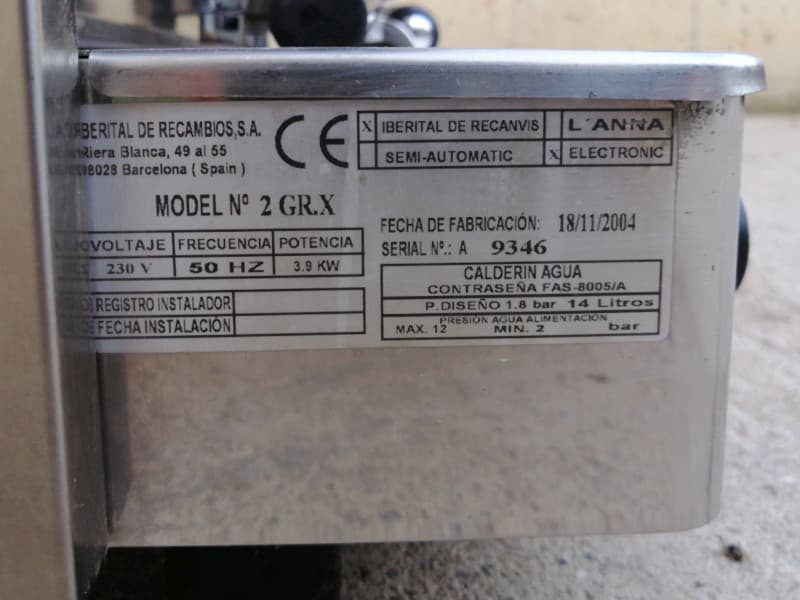 IBERITAL DE RECAMBIOS,S.A.
Riera Blanca, 49 al 55
08028 Barcelona ( Spain )
CE
X IBERITAL DE RECANVIS L´ANNA
SEMI-AUTOMATIC X ELECTRONIC
MODEL Nº 2 GR.X
FECHA DE FABRICACIÓN: 18/11/2004
SERIAL Nº.: A 9346
VOLTAJE FRECUENCIA POTENCIA
230 V 50 HZ 3.9 KW
CALDERIN AGUA
CONTRASEÑA FAS-8005/A
P.DISEÑO 1.8 bar 14 Litros
PRESIÓN AGUA ALIMENTACIÓN
MAX. 12 MIN. 2 bar
REGISTRO INSTALADOR
FECHA INSTALACIÓN